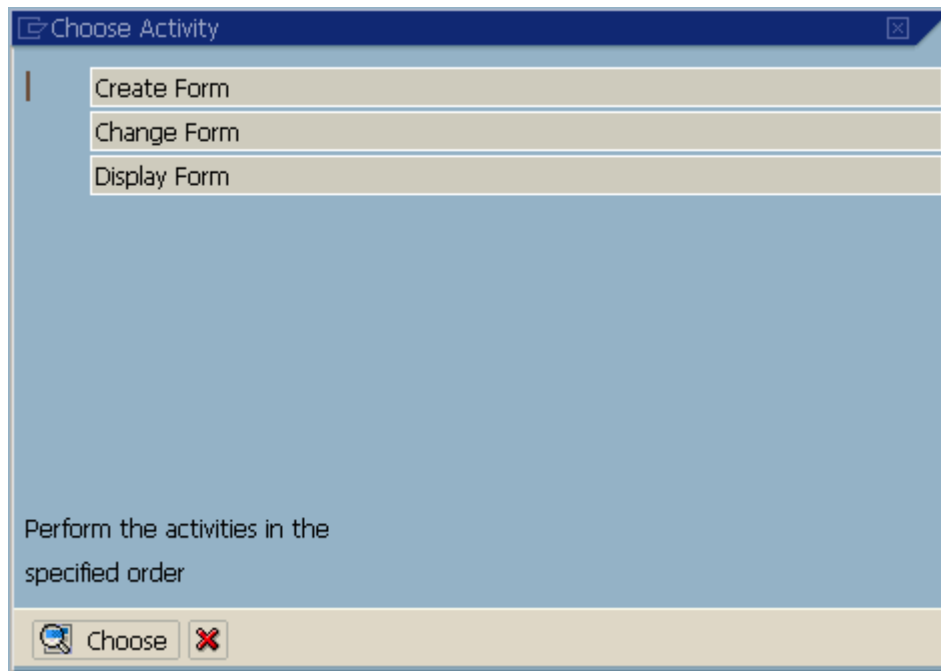 Choose Activity
Create Form
Change Form
Display Form
Perform the activities in the
specified order
Choose